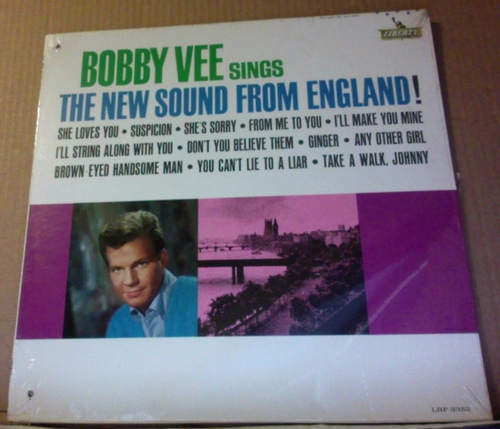 LIBERTY
BOBBY VEE SINGS
THE NEW SOUND FROM ENGLAND!
SHE LOVES YOU • SUSPICION • SHE'S SORRY • FROM ME TO YOU • I'LL MAKE YOU MINE
I'LL STRING ALONG WITH YOU • DON'T YOU BELIEVE THEM • GINGER • ANY OTHER GIRL
BROWN-EYED HANDSOME MAN • YOU CAN'T LIE TO A LIAR • TAKE A WALK, JOHNNY
LRP-3352